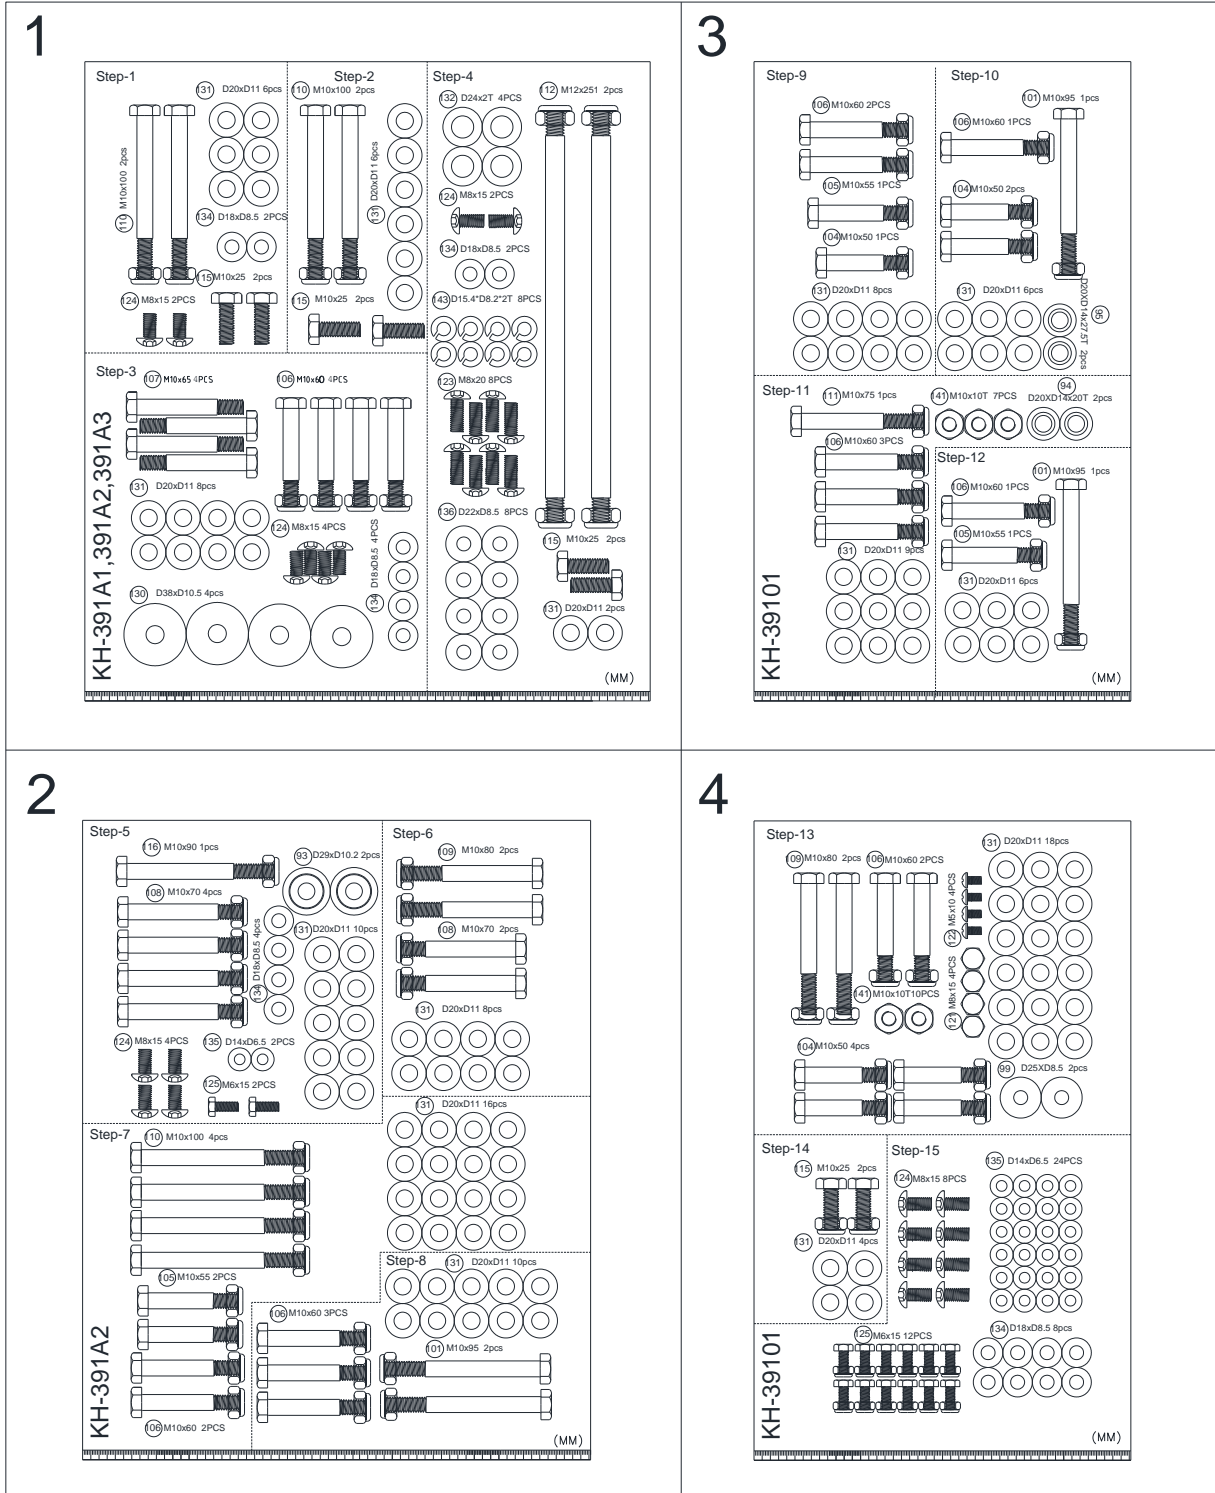 1
Step-1
131 D20xD11 6pcs
110 M10x100 2pcs
134 D18xD8.5 2PCS
115 M10x25 2pcs
124 M8x15 2PCS
Step-2
110 M10x100 2pcs
131 D20xD11 6pcs
115 M10x25 2pcs
Step-4
132 D24x2T 4PCS
112 M12x251 2pcs
124 M8x15 2PCS
134 D18xD8.5 2PCS
143 D15.4*D8.2*2T 8PCS
123 M8x20 8PCS
136 D22xD8.5 8PCS
115 M10x25 2pcs
131 D20xD11 2pcs
Step-3
107 M10x65 4PCS
106 M10x60 4PCS
131 D20xD11 8pcs
124 M8x15 4PCS
134 D18xD8.5 4PCS
130 D38xD10.5 4pcs
KH-391A1,391A2,391A3
(MM)
3
Step-9
106 M10x60 2PCS
105 M10x55 1PCS
104 M10x50 1PCS
131 D20xD11 8pcs
Step-10
101 M10x95 1pcs
106 M10x60 1PCS
104 M10x50 2pcs
131 D20xD11 6pcs
95 D20XD14x27.5T 2pcs
Step-11
111 M10x75 1pcs
141 M10x10T 7PCS
94
D20XD14x20T 2pcs
106 M10x60 3PCS
131 D20xD11 9pcs
Step-12
101 M10x95 1pcs
106 M10x60 1PCS
105 M10x55 1PCS
131 D20xD11 6pcs
KH-39101
(MM)
2
Step-5
116 M10x90 1pcs
93 D29xD10.2 2pcs
108 M10x70 4pcs
134 D18xD8.5 4pcs
131 D20xD11 10pcs
124 M8x15 4PCS
135 D14xD6.5 2PCS
125 M6x15 2PCS
Step-6
109 M10x80 2pcs
108 M10x70 2pcs
131 D20xD11 8pcs
Step-7
110 M10x100 4pcs
131 D20xD11 16pcs
105 M10x55 2PCS
106 M10x60 2PCS
Step-8
131 D20xD11 10pcs
106 M10x60 3PCS
101 M10x95 2pcs
KH-391A2
(MM)
4
Step-13
131 D20xD11 18pcs
109 M10x80 2pcs
106 M10x60 2PCS
122 M5x10 4PCS
141 M10x10T10PCS
121 M8x15 4PCS
104 M10x50 4pcs
99 D25XD8.5 2pcs
Step-14
115 M10x25 2pcs
131 D20xD11 4pcs
Step-15
124 M8x15 8PCS
135 D14xD6.5 24PCS
125 M6x15 12PCS
134 D18xD8.5 8pcs
KH-39101
(MM)